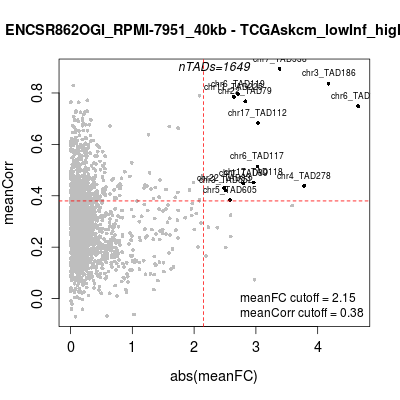 ENCSR862OGI_RPMI-7951_40kb - TCGAskcm_lowInf_high
nTADs=1649
chr3_TAD186
chr6_TAD119
chr6_TAD
chr17_TAD112
chr6_TAD117
chr4_TAD278
chr5_TAD605
meanCorr
0.0 0.2 0.4 0.6 0.8
meanFC cutoff = 2.15
meanCorr cutoff = 0.38
0 1 2 3 4
abs(meanFC)